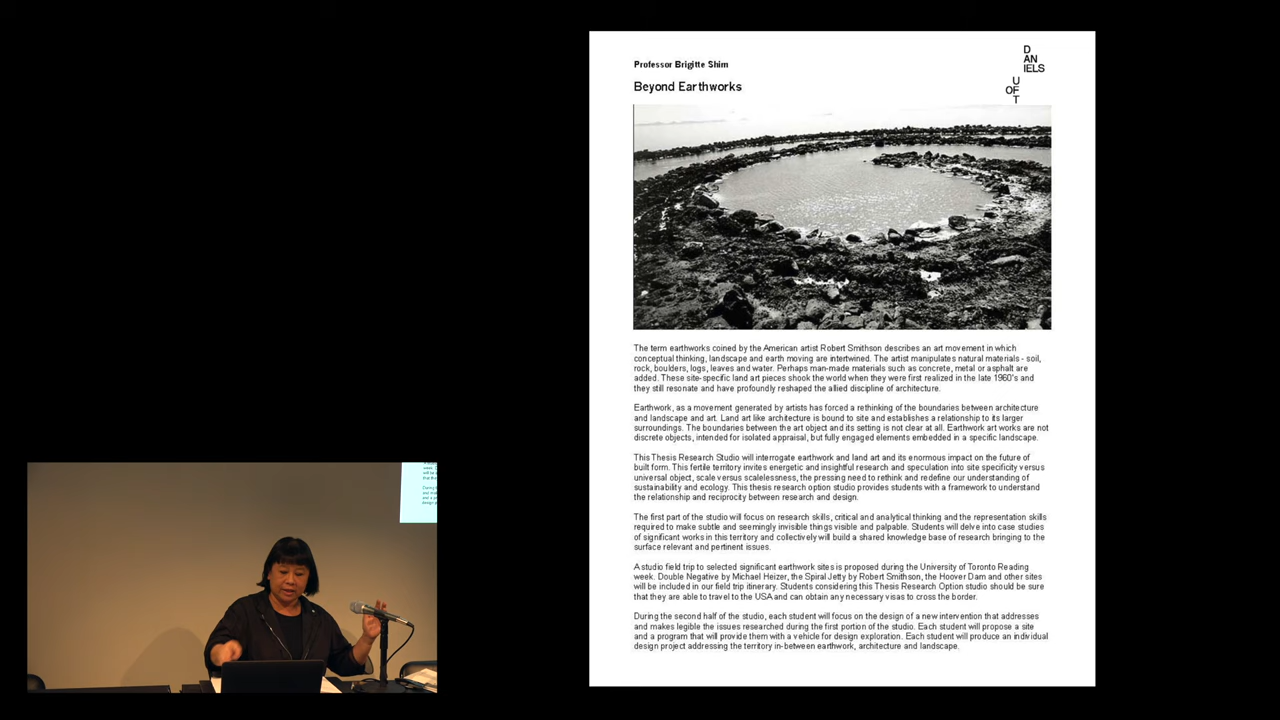 Professor Brigitte Shim
D
AN
IELS
Beyond Earthworks
U
OF
T
The term earthworks coined by the American artist Robert Smithson describes an art movement in which
conceptual thinking, landscape and earth moving are intertwined. The artist manipulates natural materials - soil,
rock, boulders, logs, leaves and water. Perhaps man-made materials such as concrete, metal or asphalt are
added. These site-specific land art pieces shook the world when they were first realized in the late 1960's and
they still resonate and have profoundly reshaped the allied discipline of architecture.
Earthwork, as a movement generated by artists has forced a rethinking of the boundaries between architecture
and landscape and art. Land art like architecture is bound to site and establishes a relationship to its larger
surroundings. The boundaries between the art object and its setting is not clear at all. Earthwork art works are not
discrete objects, intended for isolated appraisal, but fully engaged elements embedded in a specific landscape.
This Thesis Research Studio will interrogate earthwork and land art and its enormous impact on the future of
built form. This fertile territory invites energetic and insightful research and speculation into site specificity versus
universal object, scale versus scalelessness, the pressing need to rethink and redefine our understanding of
sustainability and ecology. This thesis research option studio provides students with a framework to understand
the relationship and reciprocity between research and design.
The first part of the studio will focus on research skills, critical and analytical thinking and the representation skills
required to make subtle and seemingly invisible things visible and palpable. Students will delve into case studies
of significant works in this territory and collectively will build a shared knowledge base of research bringing to the
surface relevant and pertinent issues.
A studio field trip to selected significant earthwork sites is proposed during the University of Toronto Reading
week. Double Negative by Michael Heizer, the Spiral Jetty by Robert Smithson, the Hoover Dam and other sites
will be included in our field trip itinerary. Students considering this Thesis Research Option studio should be sure
that they are able to travel to the USA and can obtain any necessary visas to cross the border.
During the second half of the studio, each student will focus on the design of a new intervention that addresses
and makes legible the issues researched during the first portion of the studio. Each student will propose a site
and a program that will provide them with a vehicle for design exploration. Each student will produce an individual
design project addressing the territory in-between earthwork, architecture and landscape.